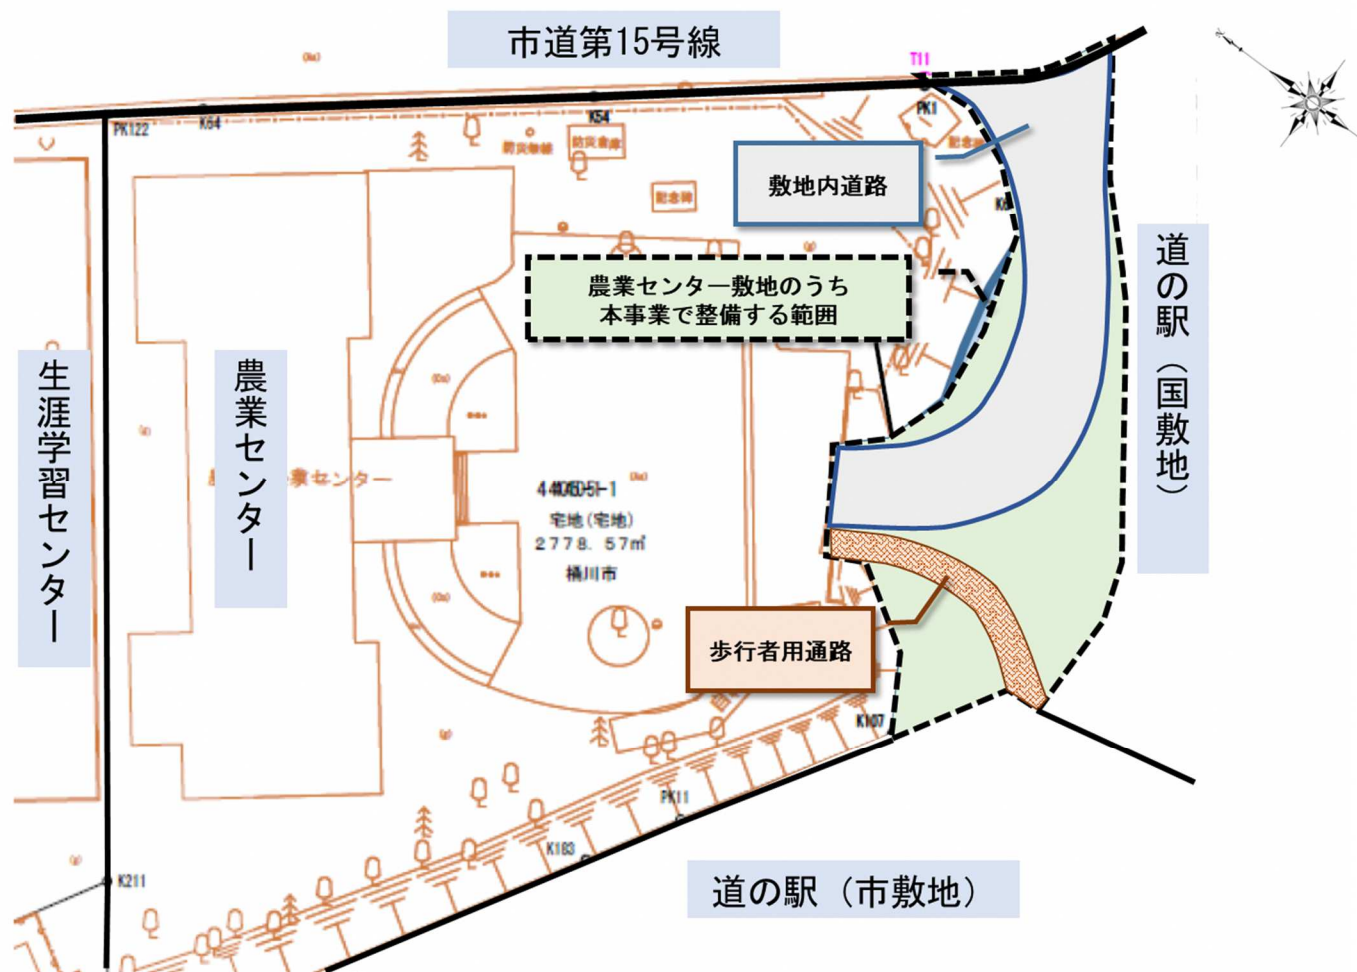 市道第15号線
T11
PK122
K64
K54
PK1
防災倉庫
記念碑
敷地内道路
農業センター敷地のうち
本事業で整備する範囲
道の駅（国敷地）
生涯学習センター
農業センター
宅地(宅地)
2778.57㎡
桶川市
歩行者用通路
K107
PK11
K183
K211
道の駅（市敷地）